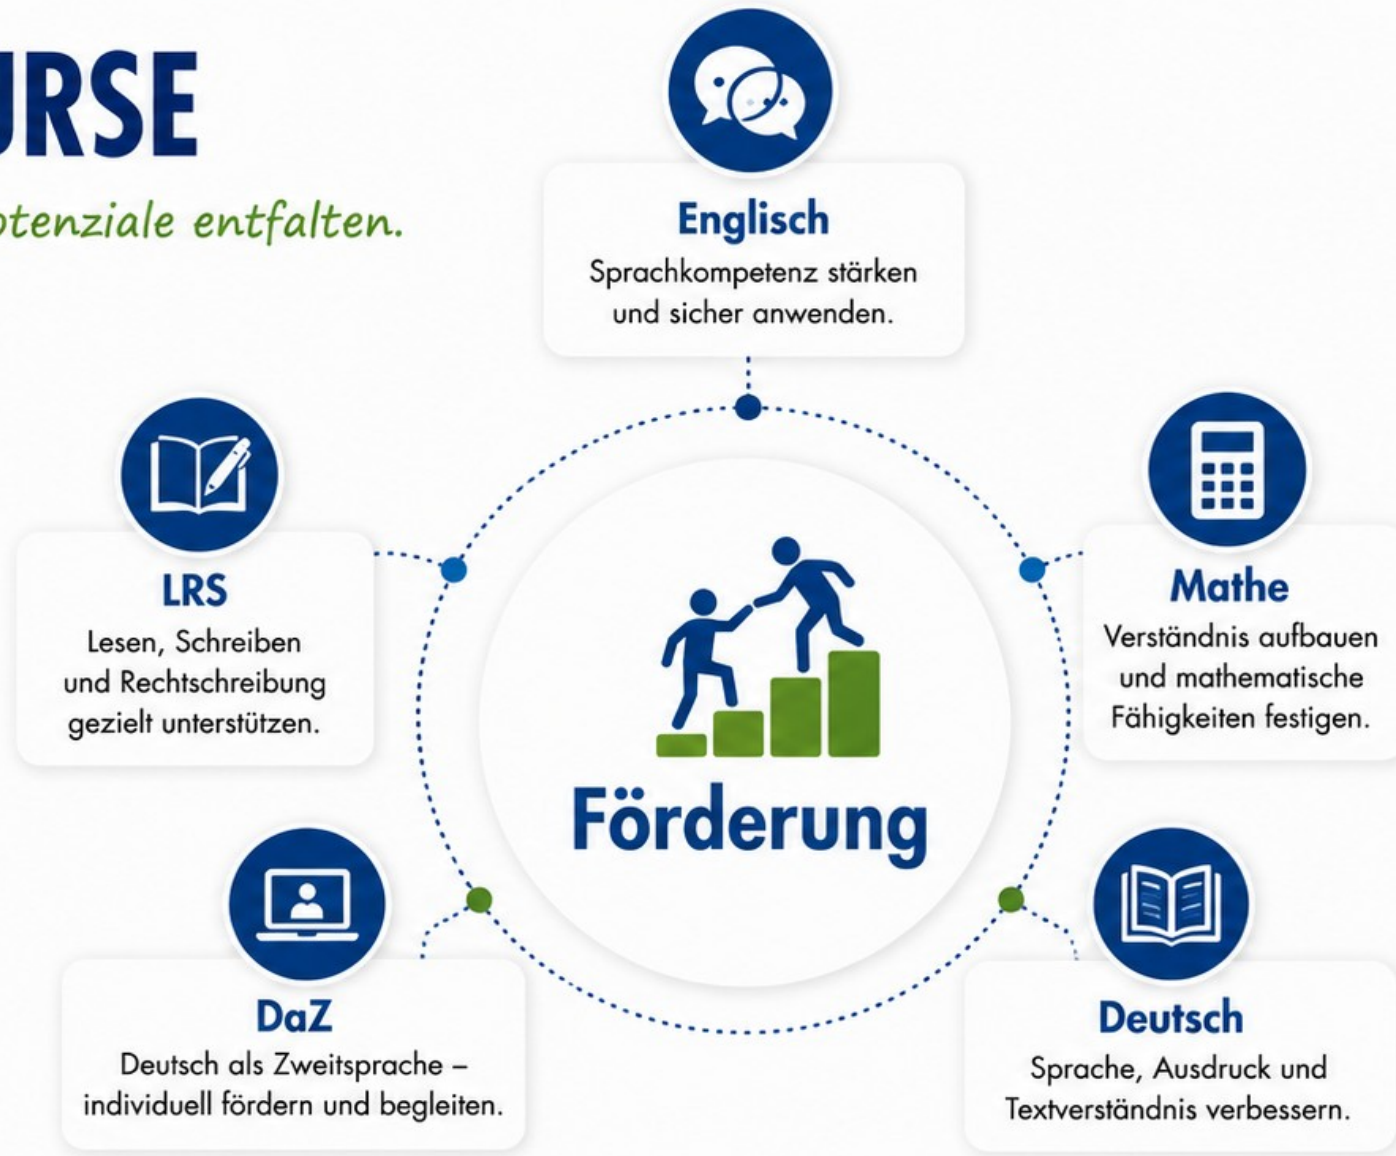 URSE
otenziale entfalten.
Englisch
Sprachkompetenz stärken
und sicher anwenden.
LRS
Lesen, Schreiben
und Rechtschreibung
gezielt unterstützen.
Mathe
Verständnis aufbauen
und mathematische
Fähigkeiten festigen.
Förderung
DaZ
Deutsch als Zweitsprache –
individuell fördern und begleiten.
Deutsch
Sprache, Ausdruck und
Textverständnis verbessern.